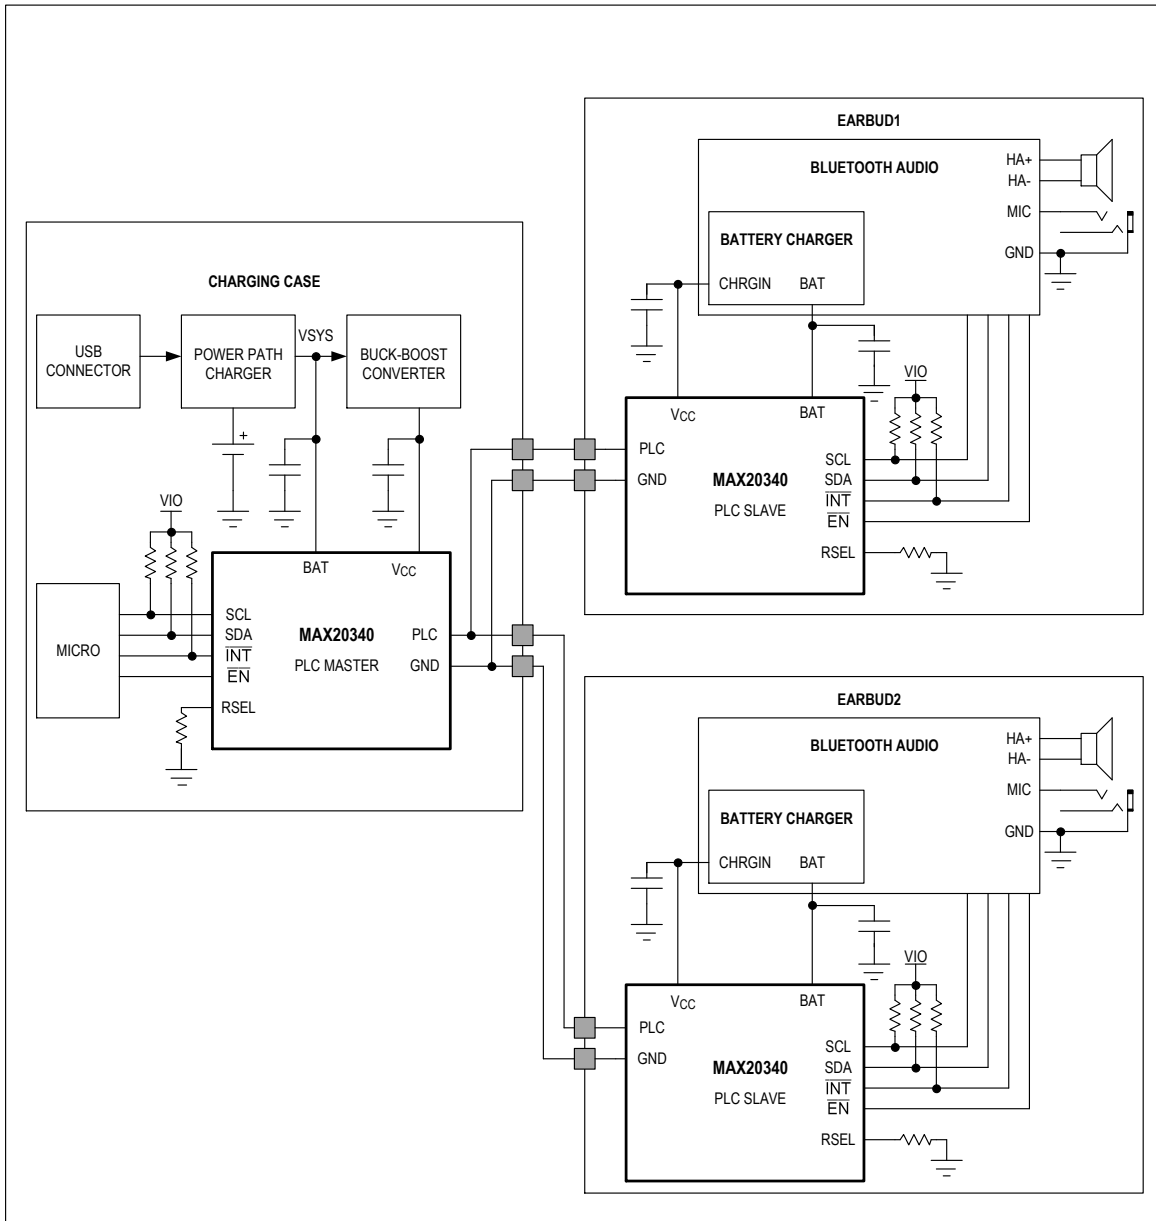 CHARGING CASE
USB
CONNECTOR
POWER PATH
CHARGER
VSYS
BUCK-BOOST
CONVERTER
+
VIO
MICRO
BAT
VCC
SCL
SDA
INT
EN
RSEL
MAX20340
PLC MASTER
PLC
GND
EARBUD1
BLUETOOTH AUDIO
HA+
HA-
MIC
GND
BATTERY CHARGER
CHRGIN
BAT
VIO
VCC
BAT
PLC
GND
MAX20340
PLC SLAVE
SCL
SDA
INT
EN
RSEL
EARBUD2
BLUETOOTH AUDIO
HA+
HA-
MIC
GND
BATTERY CHARGER
CHRGIN
BAT
VIO
VCC
BAT
PLC
GND
MAX20340
PLC SLAVE
SCL
SDA
INT
EN
RSEL